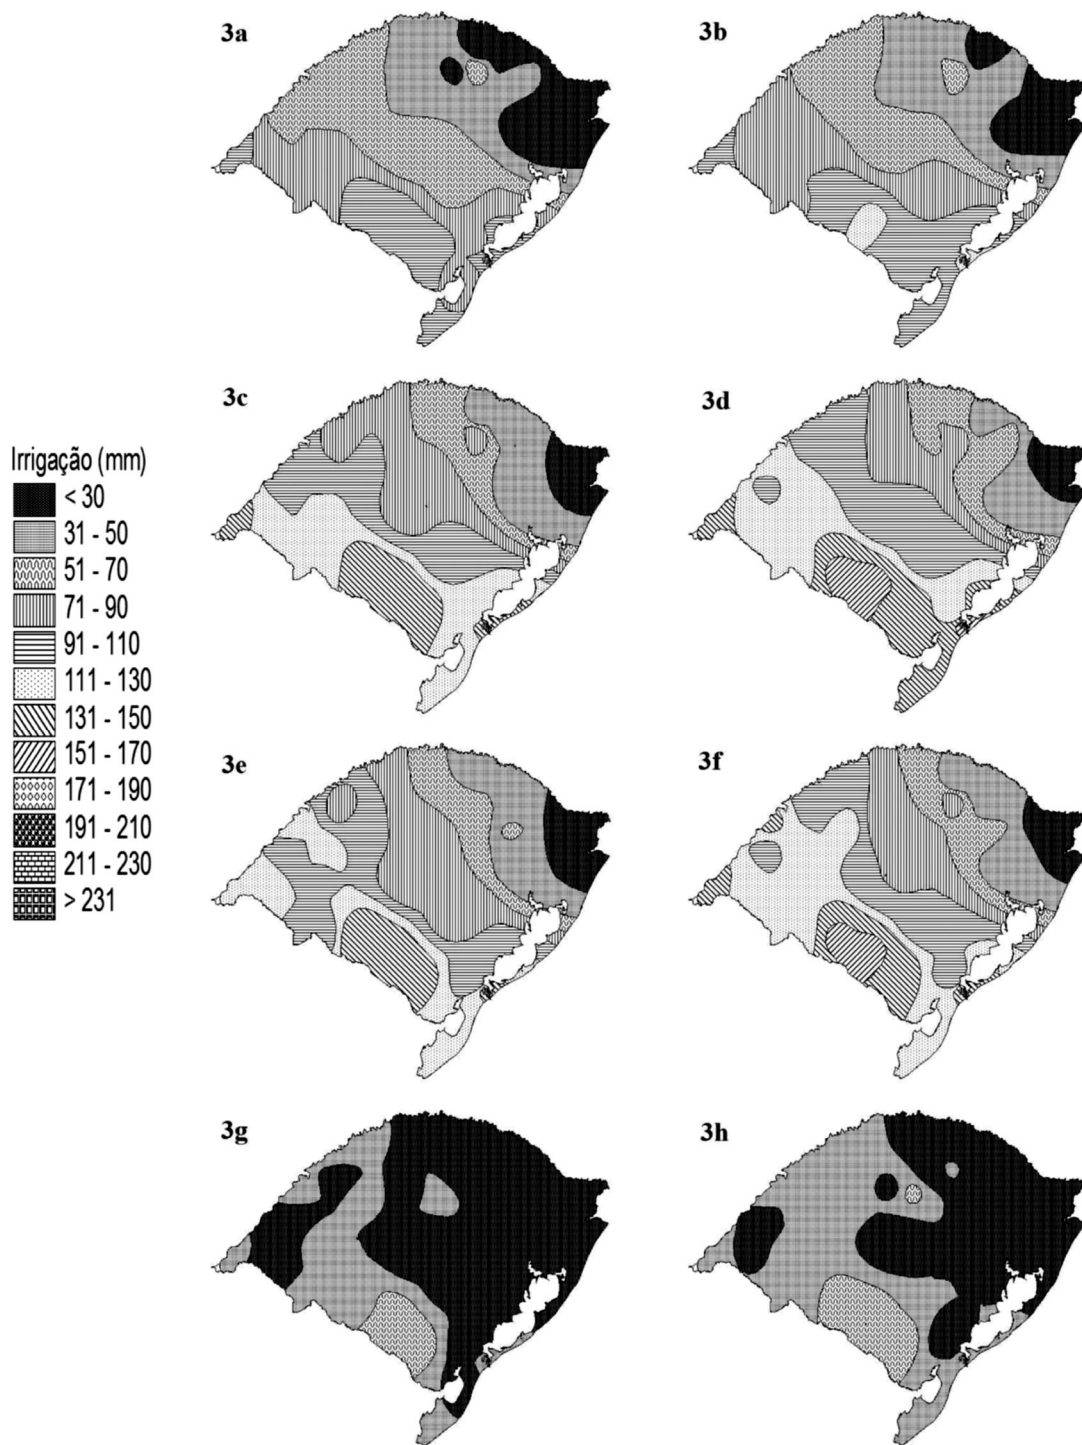 3a
3b
3c
3d
Irrigação (mm)
< 30
31 - 50
51 - 70
71 - 90
91 - 110
111 - 130
131 - 150
151 - 170
171 - 190
191 - 210
211 - 230
> 231
3e
3f
3g
3h